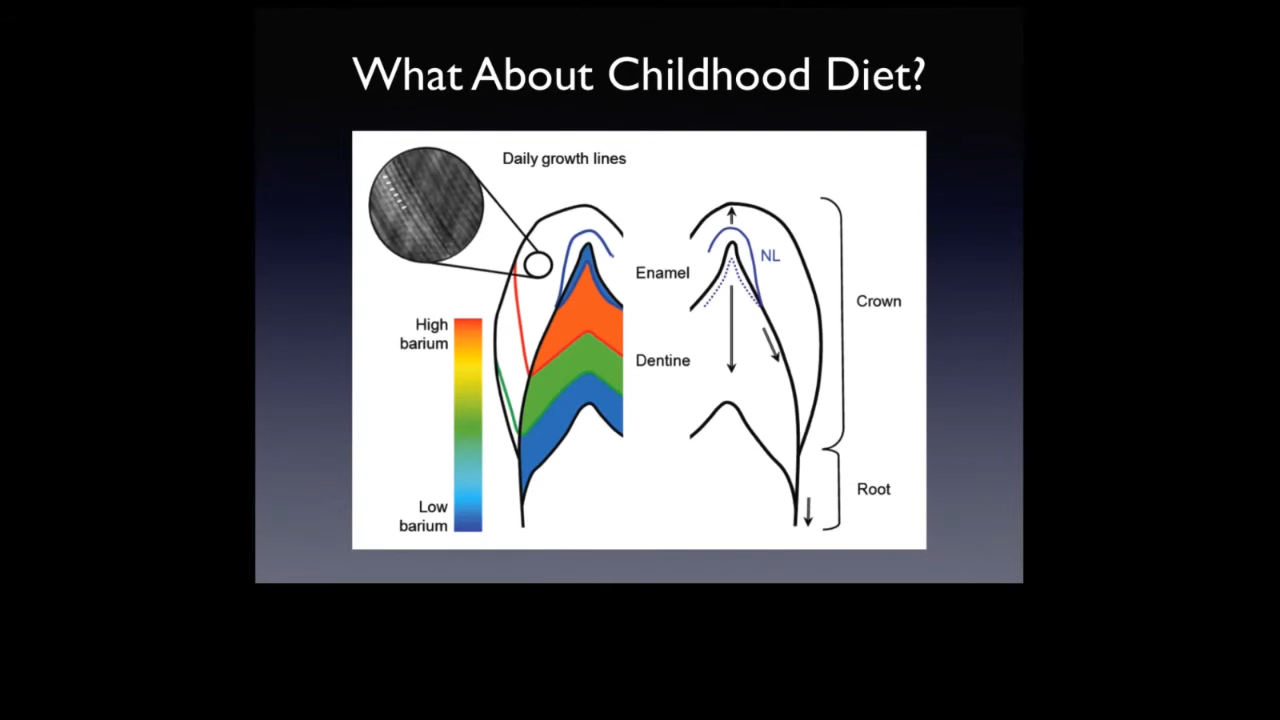 What About Childhood Diet?
Daily growth lines
NL
Enamel
Crown
High
barium
Dentine
Root
Low
barium